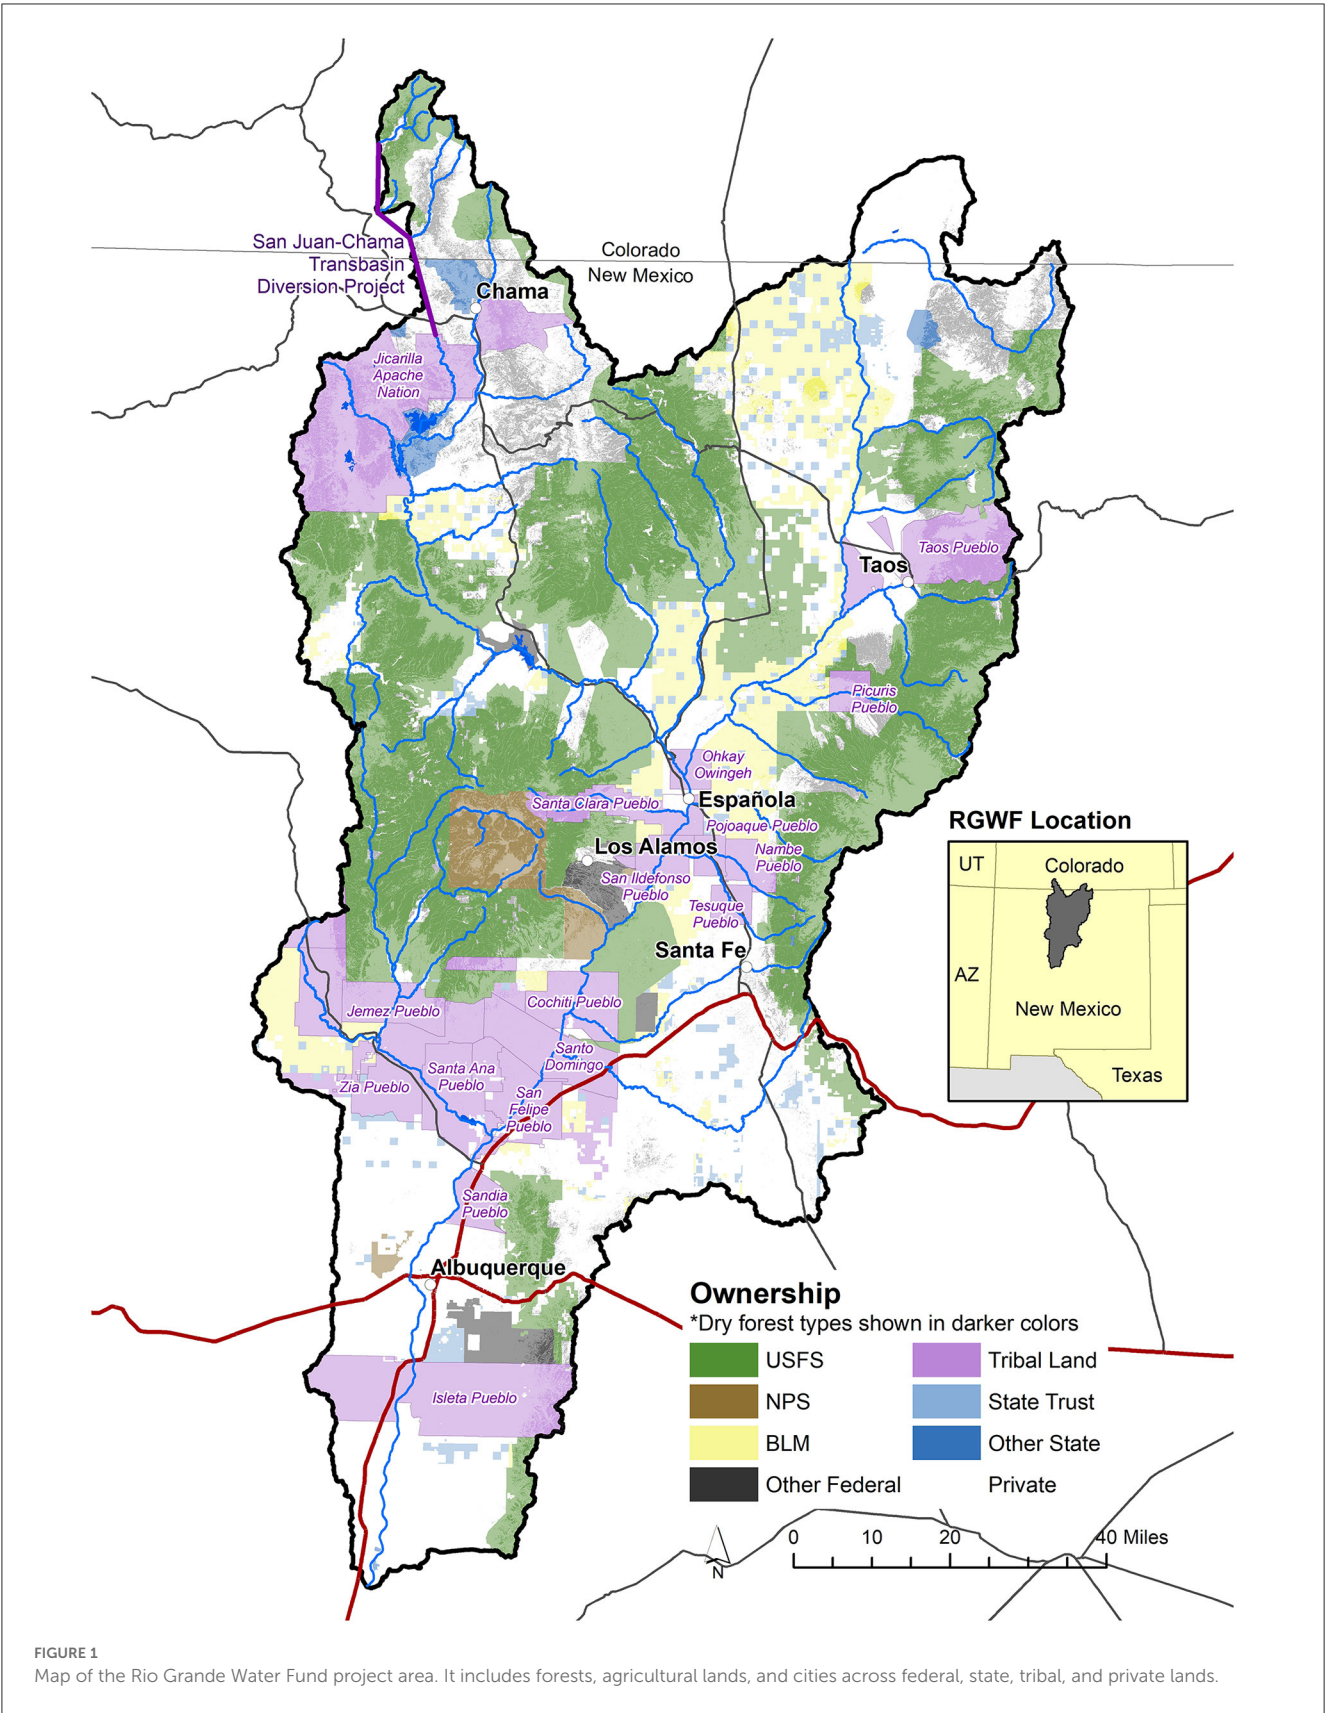 Colorado
New Mexico
San Juan-Chama
Transbasin
Diversion Project
Chama
Jicarilla
Apache
Nation
Taos Pueblo
Taos
Picuris
Pueblo
Ohkay
Owingeh
Santa Clara Pueblo
Española
Pojoaque Pueblo
Los Alamos
Nambe
Pueblo
San Ildefonso
Pueblo
Tesuque
Pueblo
Santa Fe
Cochiti Pueblo
Jemez Pueblo
Santo
Domingo
Santa Ana
Pueblo
Zia Pueblo
San
Felipe
Pueblo
Sandia
Pueblo
Albuquerque
Isleta Pueblo
RGWF Location
UT
Colorado
AZ
New Mexico
Texas
Ownership
*Dry forest types shown in darker colors
USFS
Tribal Land
NPS
State Trust
BLM
Other State
Other Federal
Private
N
0 10 20 40 Miles
FIGURE 1
Map of the Rio Grande Water Fund project area. It includes forests, agricultural lands, and cities across federal, state, tribal, and private lands.